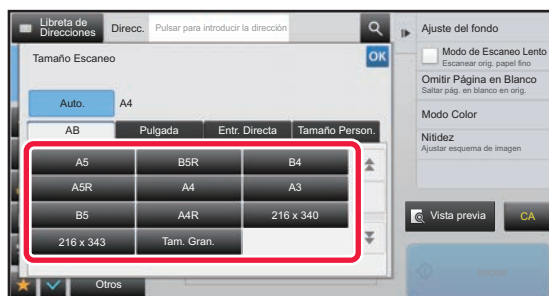 Libreta de
Direcciones
Direcc.
Pulsar para introducir la dirección
Tamaño Escaneo
OK
Auto.
A4
AB
Pulgada
Entr. Directa
Tamaño Person.
A5
B5R
B4
A5R
A4
A3
B5
A4R
216 x 340
216 x 343
Tam. Gran.
Otros
Ajuste del fondo
Modo de Escaneo Lento
Escanear orig. papel fino
Omitir Página en Blanco
Saltar pág. en blanco en orig.
Modo Color
Nitidez
Ajustar esquema de imagen
Vista previa
CA